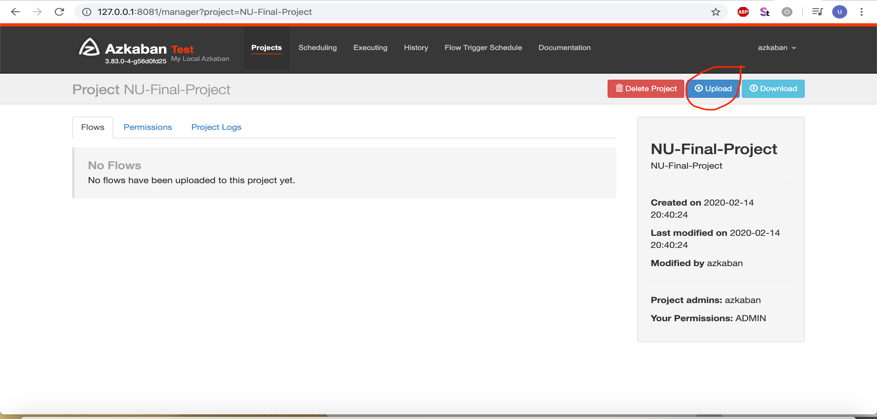 127.0.0.1:8081/manager?project=NU-Final-Project
ABP
St
U
Azkaban Test
3.83.0-4-g56d0fd25 My Local Azkaban
Projects Scheduling Executing History Flow Trigger Schedule Documentation azkaban
Project NU-Final-Project
Delete Project Upload Download
Flows Permissions Project Logs
No Flows
No flows have been uploaded to this project yet.
NU-Final-Project
NU-Final-Project
Created on 2020-02-14
20:40:24
Last modified on 2020-02-14
20:40:24
Modified by azkaban
Project admins: azkaban
Your Permissions: ADMIN